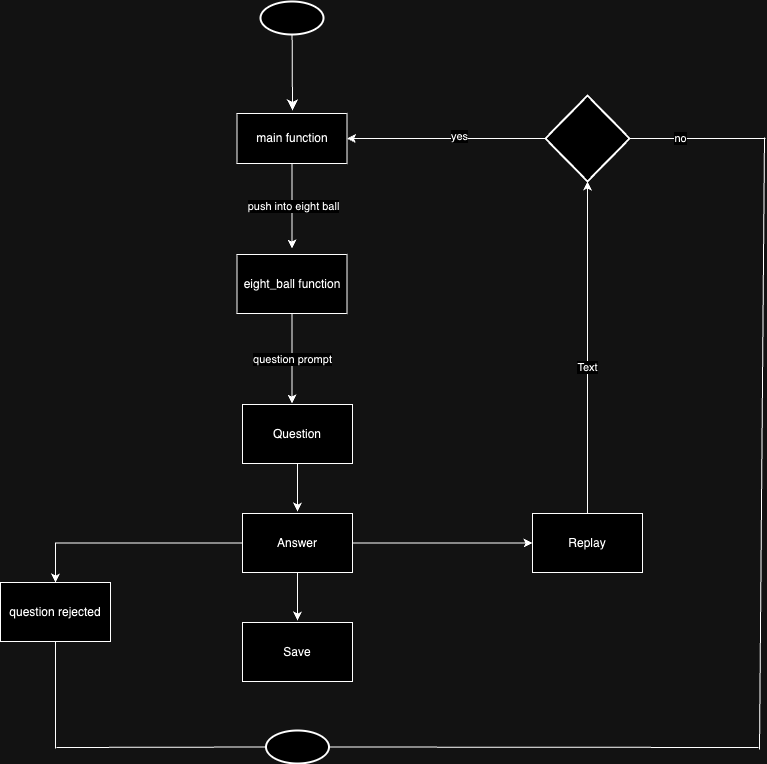 main function
yes
no
push into eight ball
eight_ball function
question prompt
Text
Question
Answer
Replay
question rejected
Save